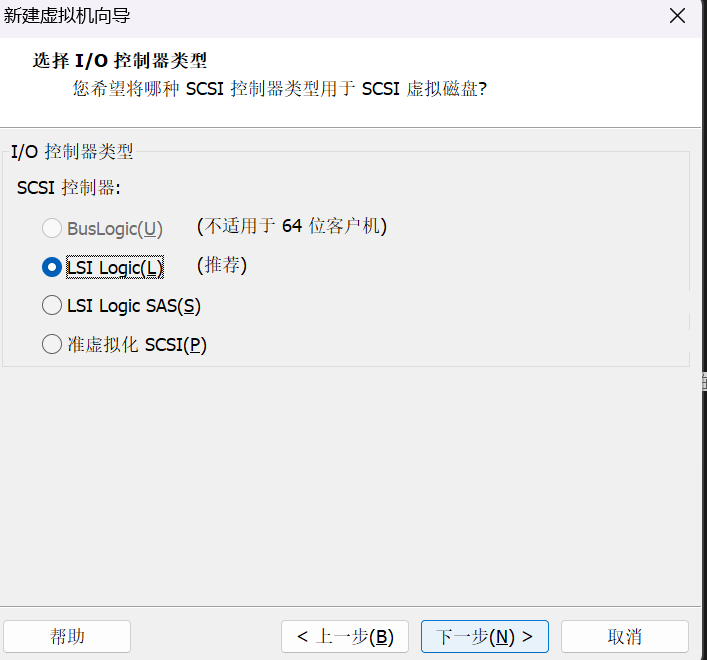 新建虚拟机向导
选择 I/O 控制器类型
您希望将哪种 SCSI 控制器类型用于 SCSI 虚拟磁盘?
I/O 控制器类型
SCSI 控制器:
BusLogic(U) (不适用于 64 位客户机)
LSI Logic(L) (推荐)
LSI Logic SAS(S)
准虚拟化 SCSI(P)
帮助 < 上一步(B) 下一步(N) > 取消